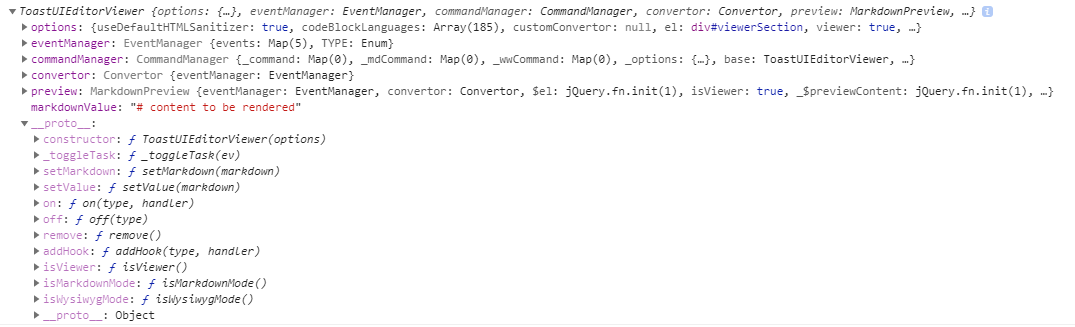 ToastUIEditorViewer {options: {…}, eventManager: EventManager, commandManager: CommandManager, convertor: Convertor, preview: MarkdownPreview, …} i
options: {useDefaultHTMLSanitizer: true, codeBlockLanguages: Array(185), customConvertor: null, el: div#viewerSection, viewer: true, …}
eventManager: EventManager {events: Map(5), TYPE: Enum}
commandManager: CommandManager {_command: Map(0), _mdCommand: Map(0), _wwCommand: Map(0), _options: {…}, base: ToastUIEditorViewer, …}
convertor: Convertor {eventManager: EventManager}
preview: MarkdownPreview {eventManager: EventManager, convertor: Convertor, $el: jQuery.fn.init(1), isViewer: true, _$previewContent: jQuery.fn.init(1), …}
markdownValue: "# content to be rendered"
__proto__:
constructor: ƒ ToastUIEditorViewer(options)
_toggleTask: ƒ _toggleTask(ev)
setMarkdown: ƒ setMarkdown(markdown)
setValue: ƒ setValue(markdown)
on: ƒ on(type, handler)
off: ƒ off(type)
remove: ƒ remove()
addHook: ƒ addHook(type, handler)
isViewer: ƒ isViewer()
isMarkdownMode: ƒ isMarkdownMode()
isWysiwygMode: ƒ isWysiwygMode()
__proto__: Object